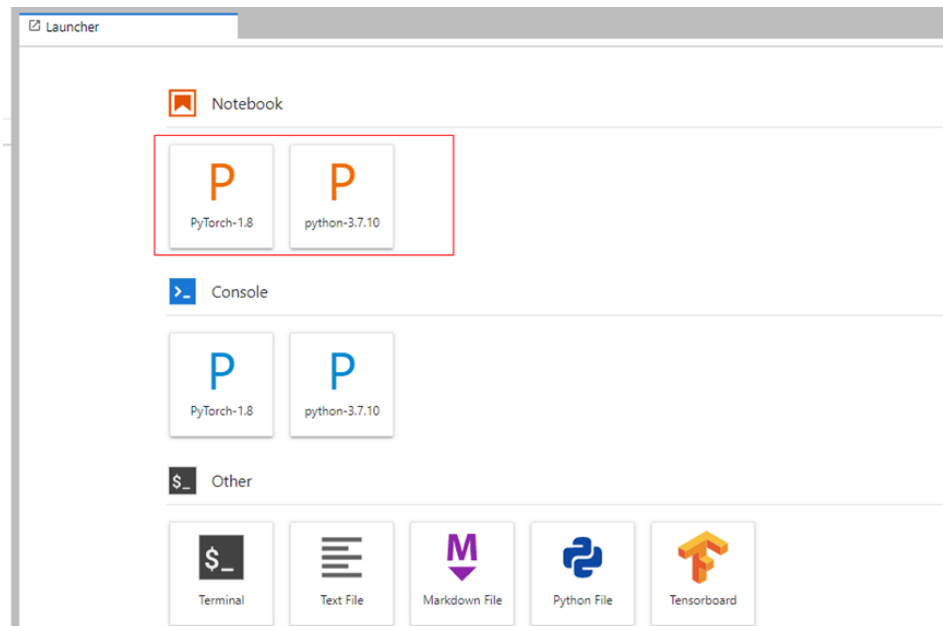 Launcher
Notebook
P P
PyTorch-1.8 python-3.7.10
Console
P P
PyTorch-1.8 python-3.7.10
$_ Other
$_ M
Terminal Text File Markdown File Python File Tensorboard